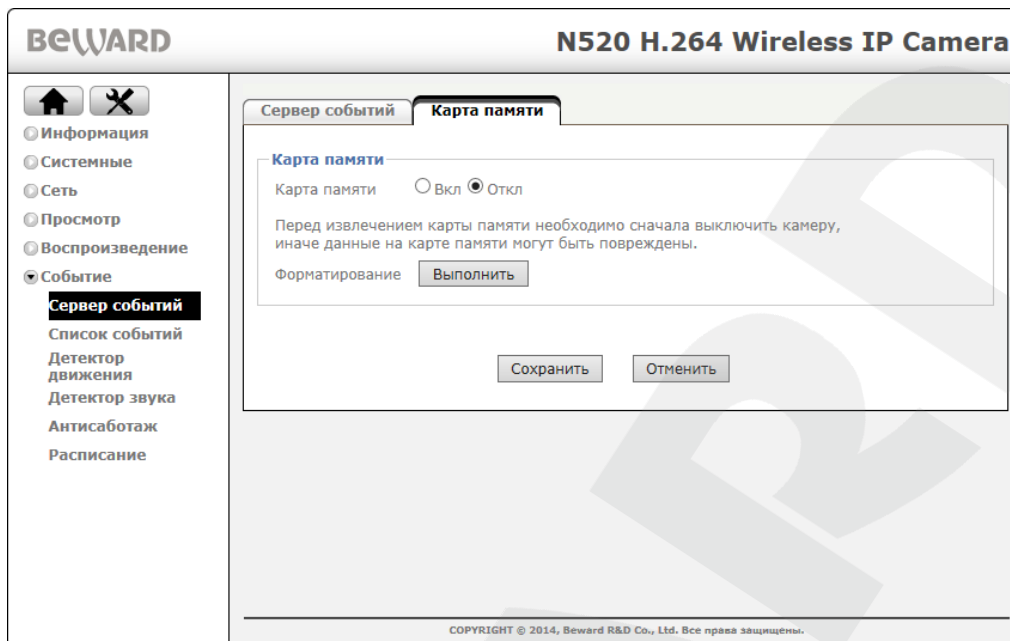 BEWARD
N520 H.264 Wireless IP Camera
Информация
Системные
Сеть
Просмотр
Воспроизведение
Событие
Сервер событий
Список событий
Детектор
движения
Детектор звука
Антисаботаж
Расписание
Сервер событий Карта памяти
Карта памяти
Карта памяти Вкл Откл
Перед извлечением карты памяти необходимо сначала выключить камеру,
иначе данные на карте памяти могут быть повреждены.
Форматирование Выполнить
Сохранить Отменить
COPYRIGHT © 2014, Beward R&D Co., Ltd. Все права защищены.